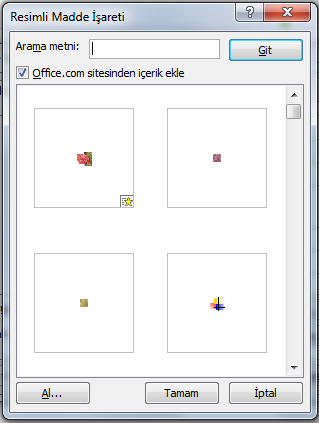 Resimli Madde İşareti
Arama metni:
Git
Office.com sitesinden içerik ekle
Al...
Tamam
İptal